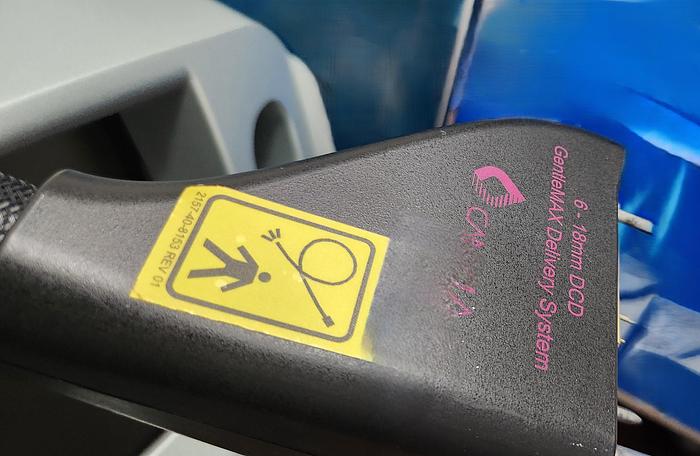 6 - 18mm DCD
GentleMAX Delivery System
2157-40-8153 REV 01